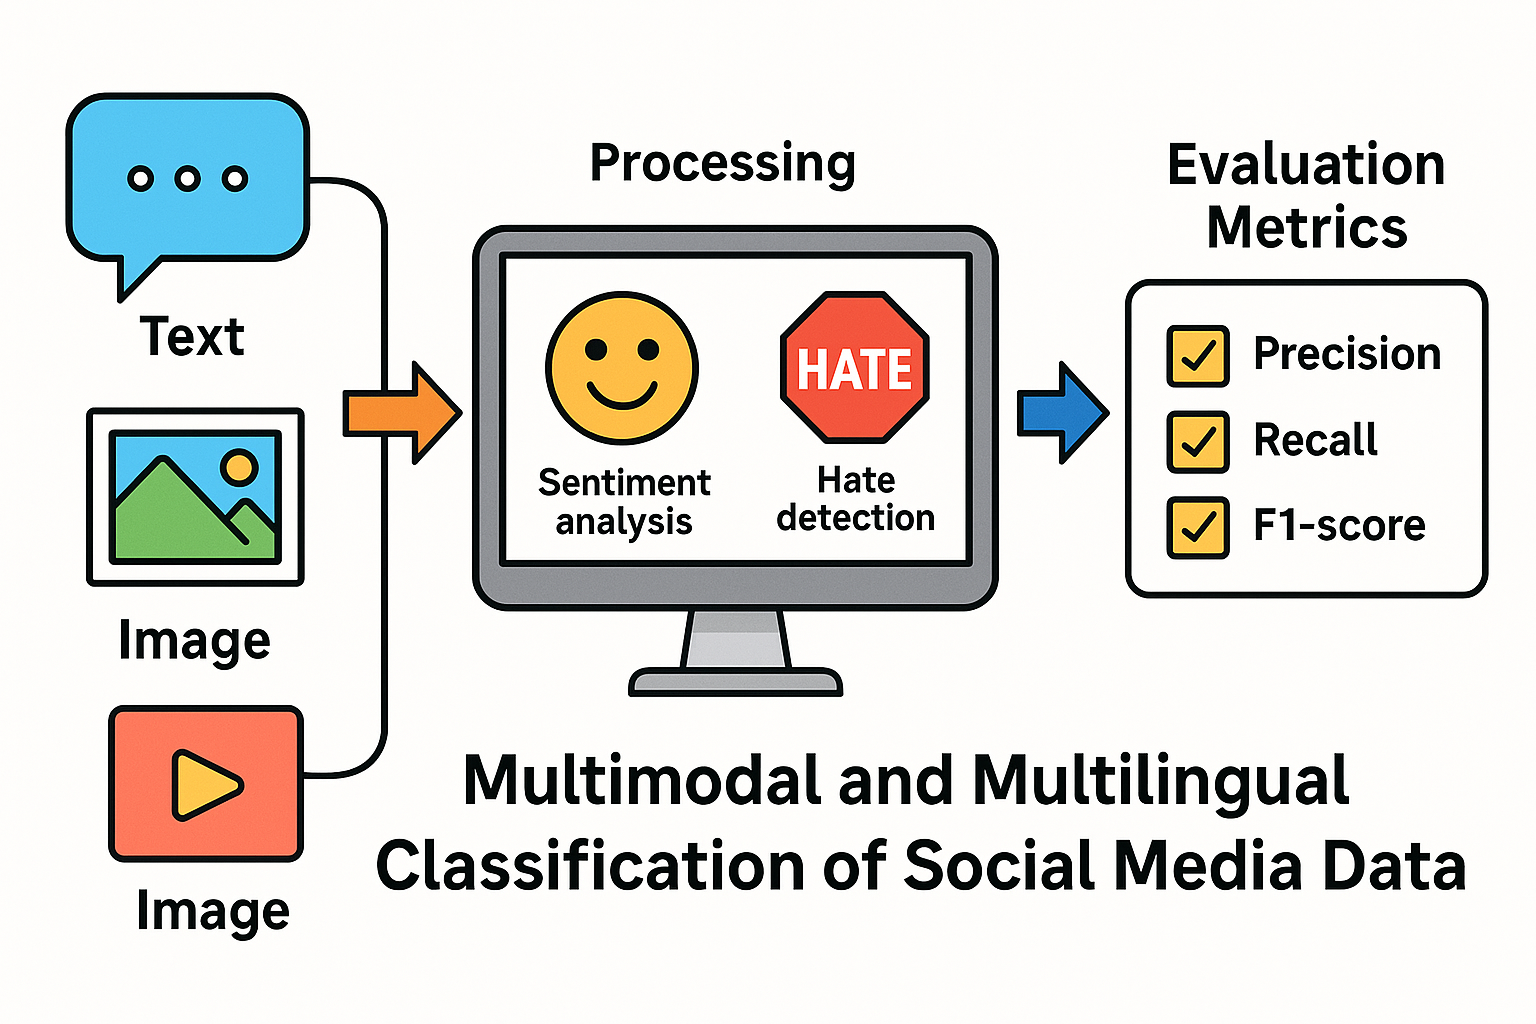 Text
Image
Image
Processing
HATE
Sentiment
analysis
Hate
detection
Evaluation
Metrics
Precision
Recall
F1-score
Multimodal and Multilingual
Classification of Social Media Data